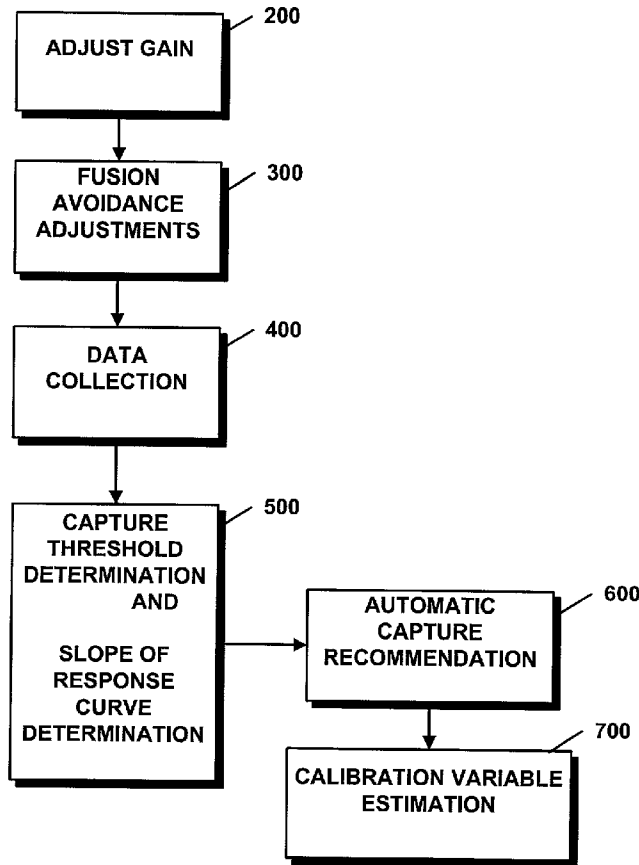 200
ADJUST GAIN
300
FUSION
AVOIDANCE
ADJUSTMENTS
400
DATA
COLLECTION
500
CAPTURE
THRESHOLD
DETERMINATION
AND
SLOPE OF
RESPONSE
CURVE
DETERMINATION
600
AUTOMATIC
CAPTURE
RECOMMENDATION
700
CALIBRATION VARIABLE
ESTIMATION